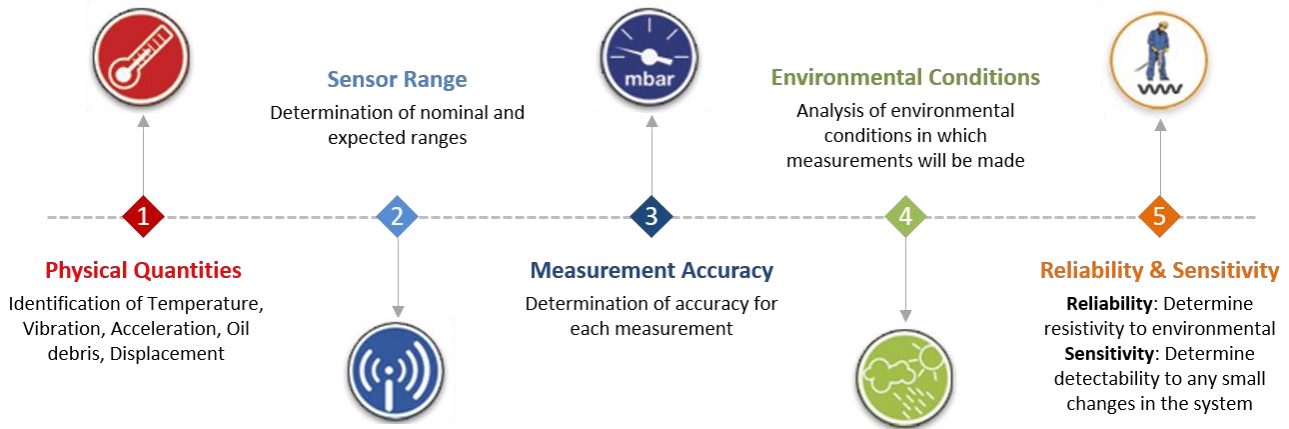 mbar
1
Physical Quantities
Identification of Temperature,
Vibration, Acceleration, Oil
debris, Displacement
Sensor Range
Determination of nominal and
expected ranges
2
3
Measurement Accuracy
Determination of accuracy for
each measurement
Environmental Conditions
Analysis of environmental
conditions in which
measurements will be made
4
5
Reliability & Sensitivity
Reliability: Determine
resistivity to environmental
Sensitivity: Determine
detectability to any small
changes in the system